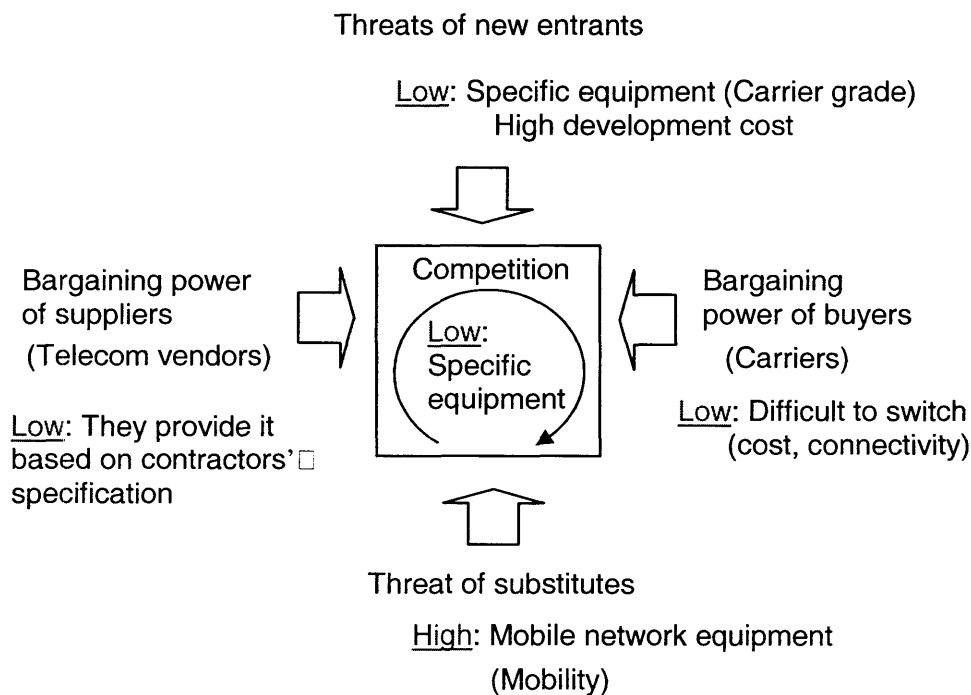 Threats of new entrants
Low: Specific equipment (Carrier grade)
High development cost
Bargaining power
of suppliers
(Telecom vendors)
Low: They provide it
based on contractors'
specification
Competition
Low:
Specific
equipment
Bargaining
power of buyers
(Carriers)
Low: Difficult to switch
(cost, connectivity)
Threat of substitutes
High: Mobile network equipment
(Mobility)